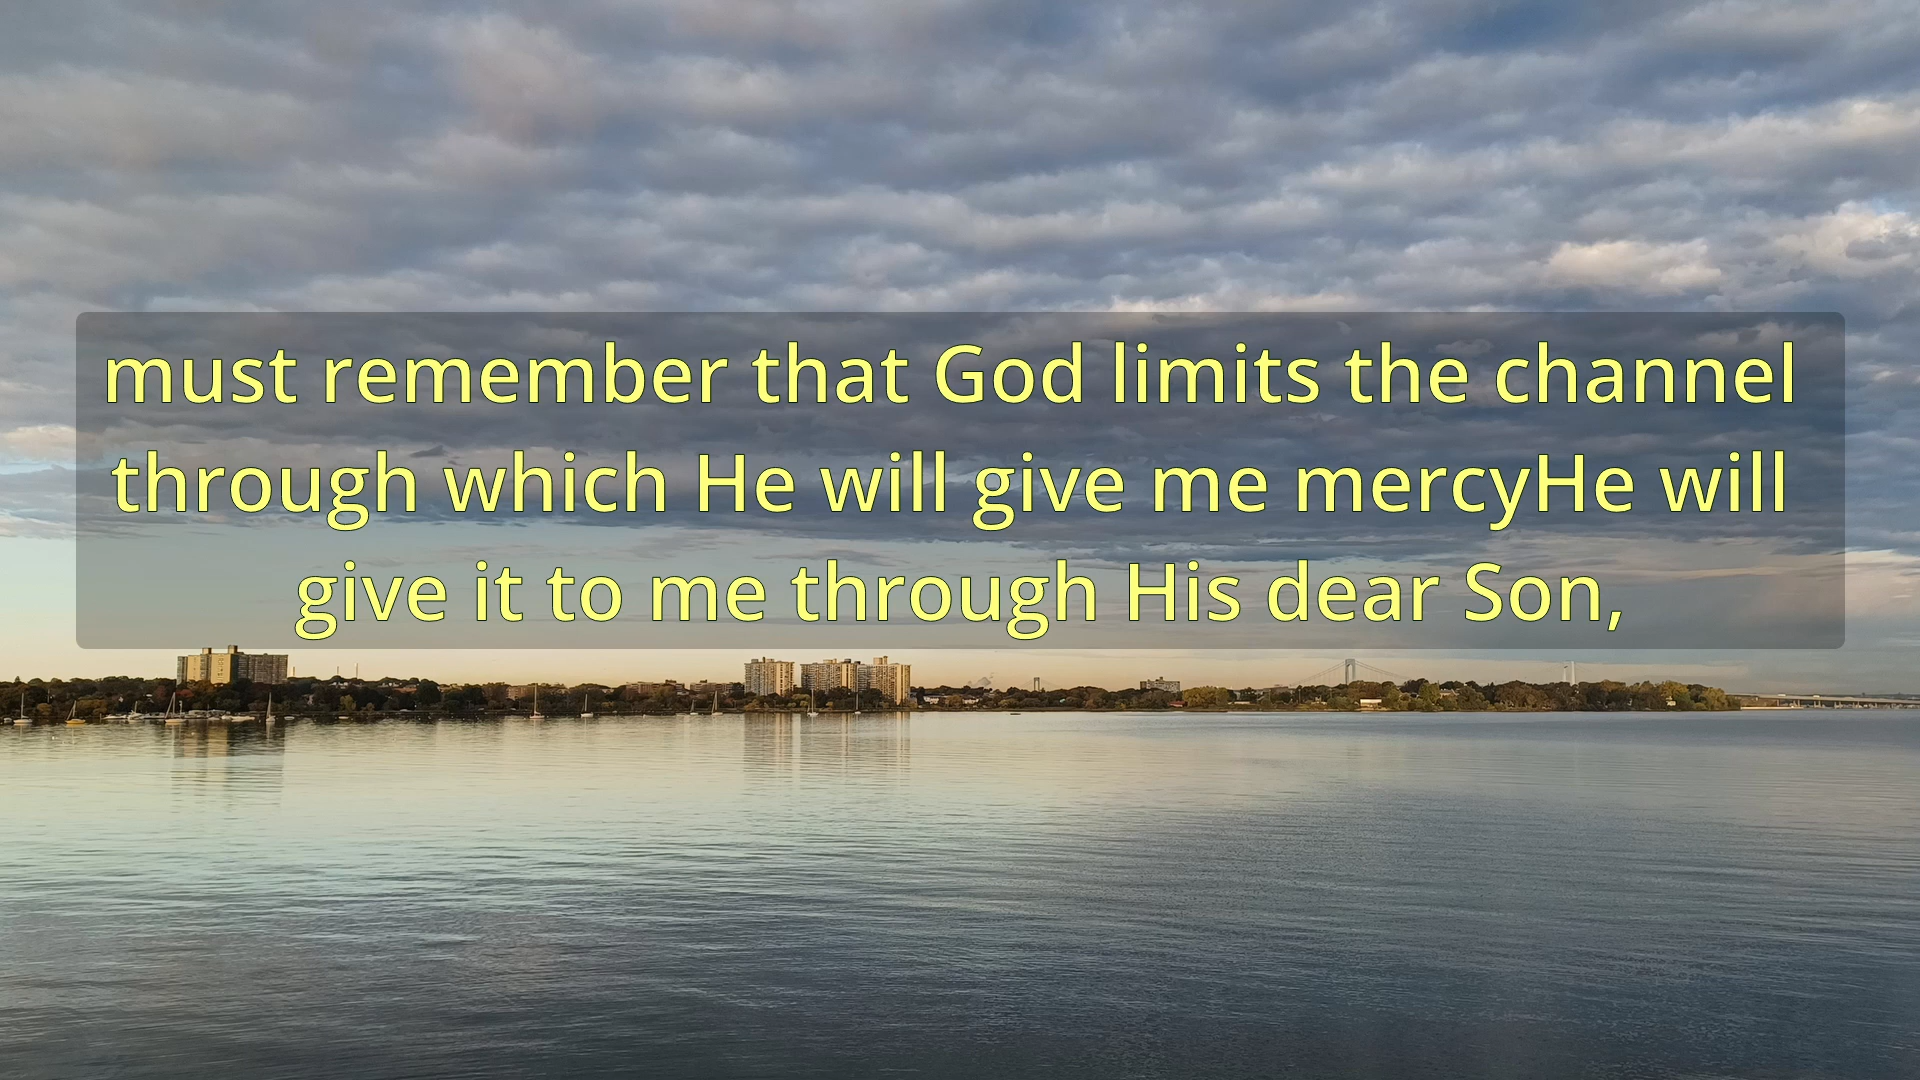 must remember that God limits the channel
through which He will give me mercyHe will
give it to me through His dear Son,